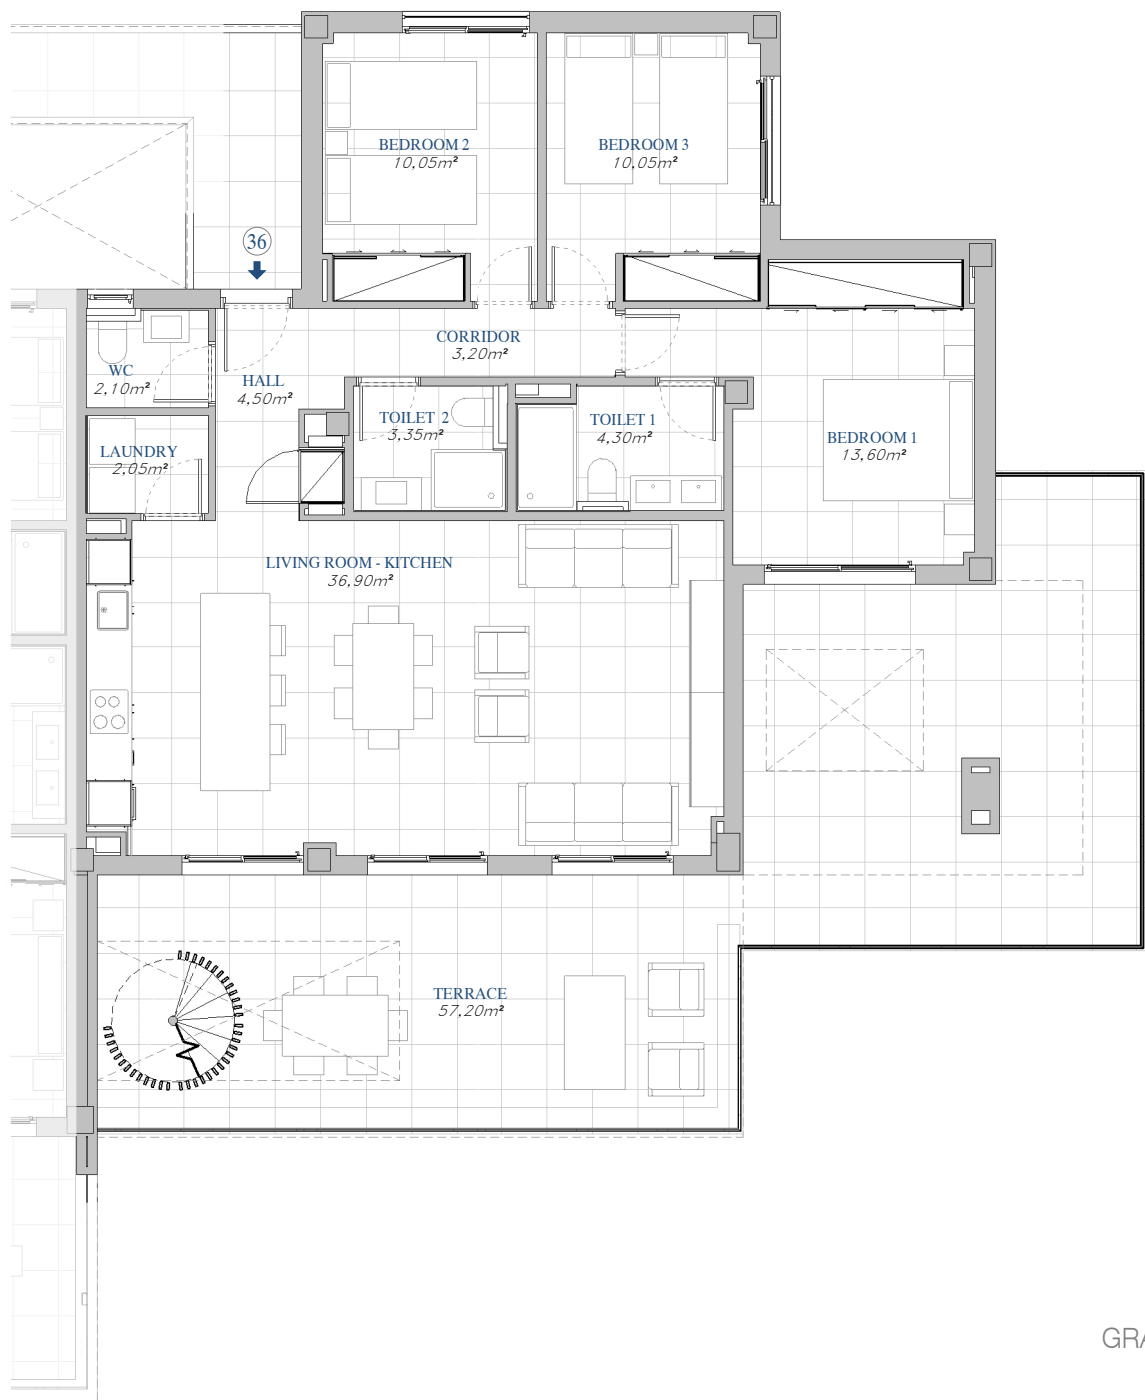 BEDROOM 2
10,05m²
BEDROOM 3
10,05m²
36
CORRIDOR
3,20m²
WC
2,10m²
HALL
4,50m²
TOILET 2
3,35m²
TOILET 1
4,30m²
BEDROOM 1
13,60m²
LAUNDRY
2,05m²
LIVING ROOM - KITCHEN
36,90m²
TERRACE
57,20m²
GRA